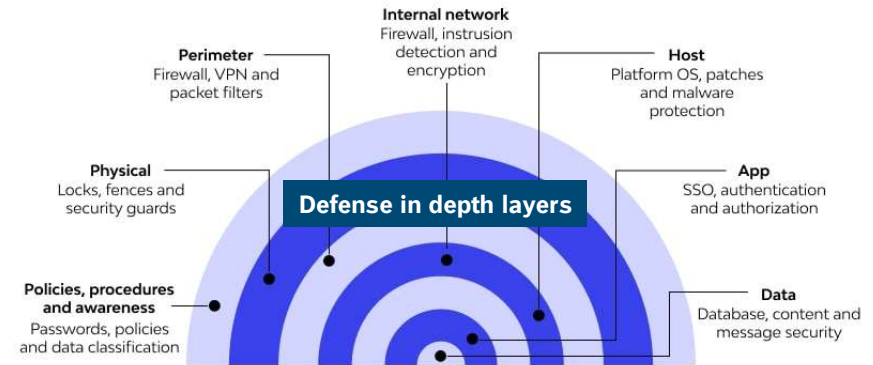 Internal network
Firewall, instrusion
detection and
encryption
Perimeter
Firewall, VPN and
packet filters
Host
Platform OS, patches
and malware
protection
Physical
Locks, fences and
security guards
App
SSO, authentication
and authorization
Defense in depth layers
Policies, procedures
and awareness
Passwords, policies
and data classification
Data
Database, content and
message security